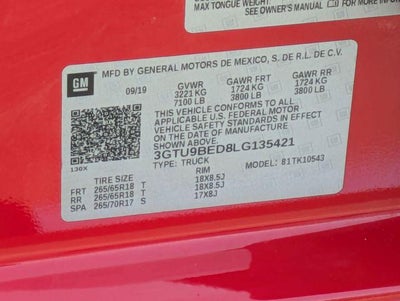 MAX TONGUE WEIGHT:
SEE OWNER'S MANUAL
FOR MORE
GM
MFD BY GENERAL MOTORS DE MEXICO, S. DE R.L. DE C.V.
09/19 GVWR GAWR FRT GAWR RR
3221 KG 1724 KG 1724 KG
7100 LB 3800 LB 3800 LB
THIS VEHICLE CONFORMS TO ALL
APPLICABLE U.S. FEDERAL MOTOR
VEHICLE SAFETY STANDARDS IN
EFFECT ON THE DATE OF
MANUFACTURE SHOWN ABOVE.
3GTU9BED8LG135421
130X TYPE: TRUCK MODEL: 81TK10543
TIRE SIZE RIM
FRT 265/65R18 T 18X8.5J
RR 265/65R18 T 18X8.5J
SPA 265/70R17 S 17X8J